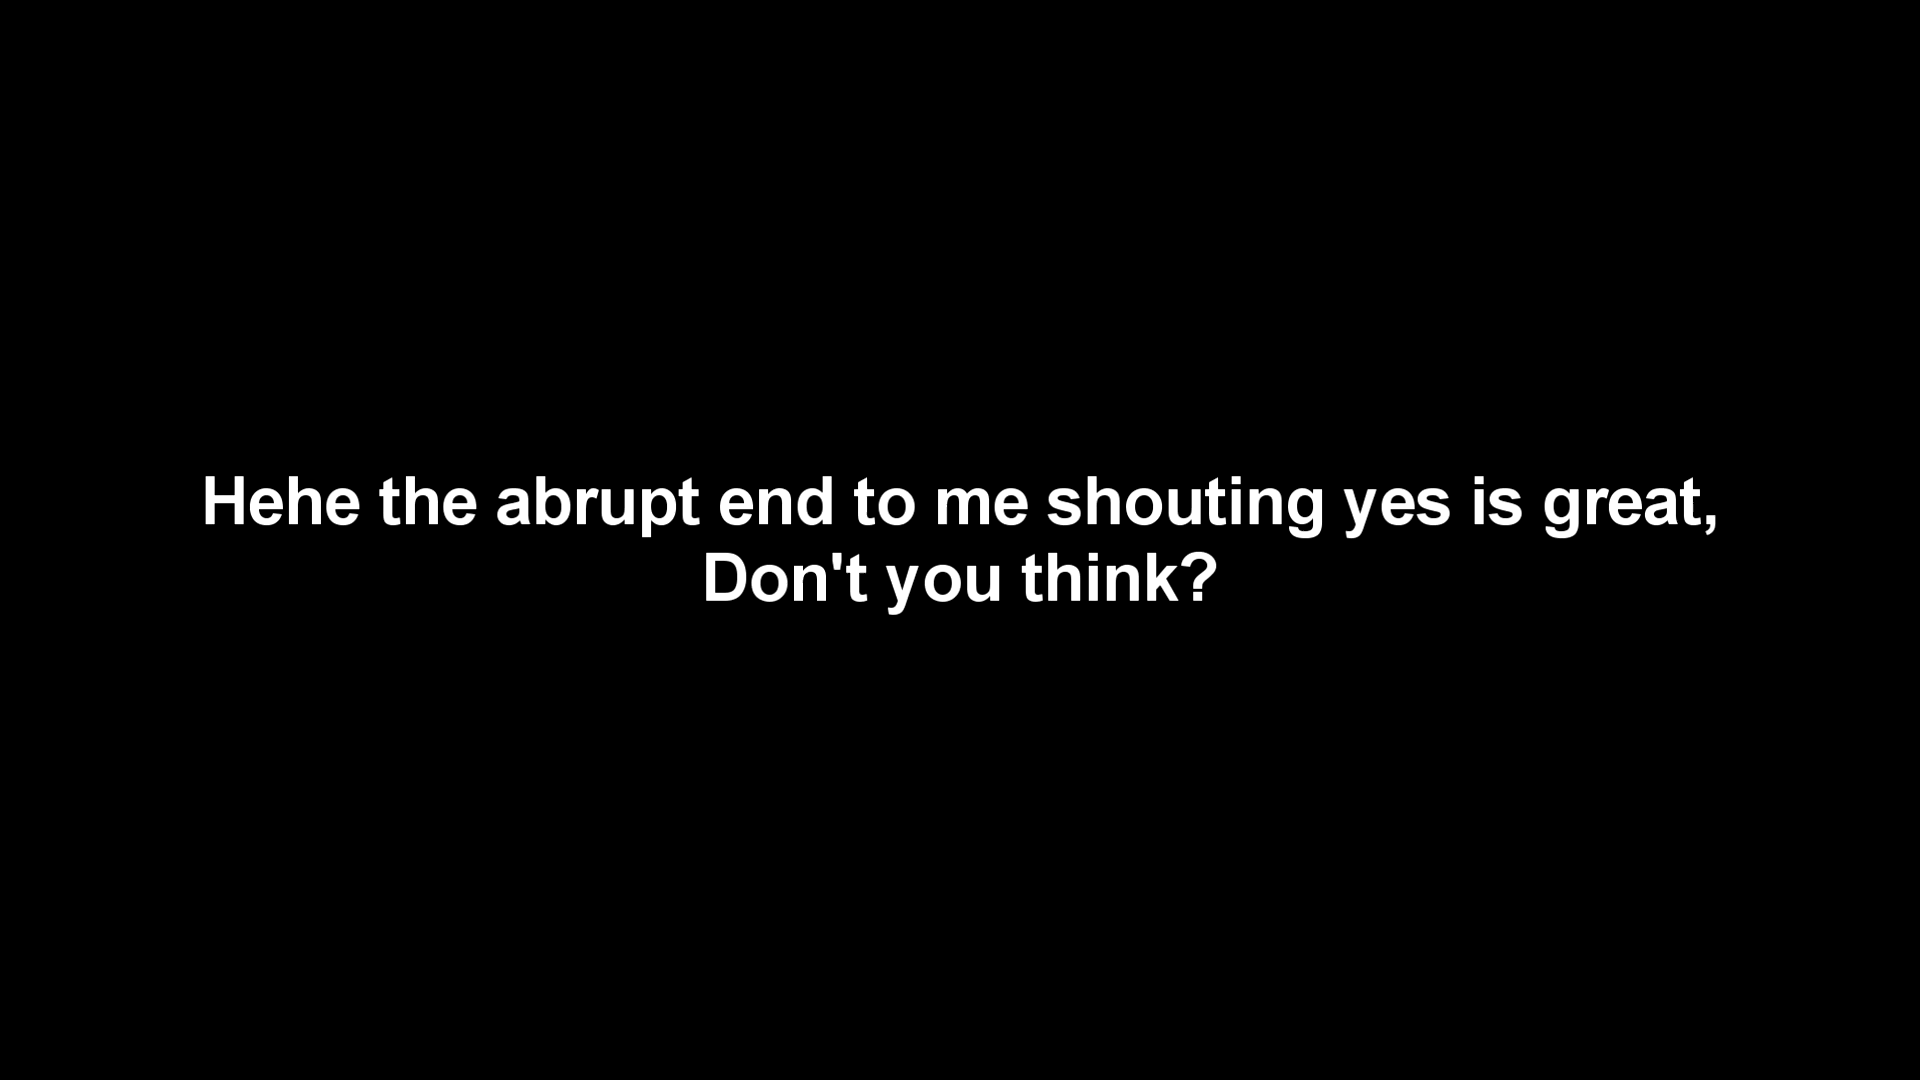 Hehe the abrupt end to me shouting yes is great,
Don't you think?